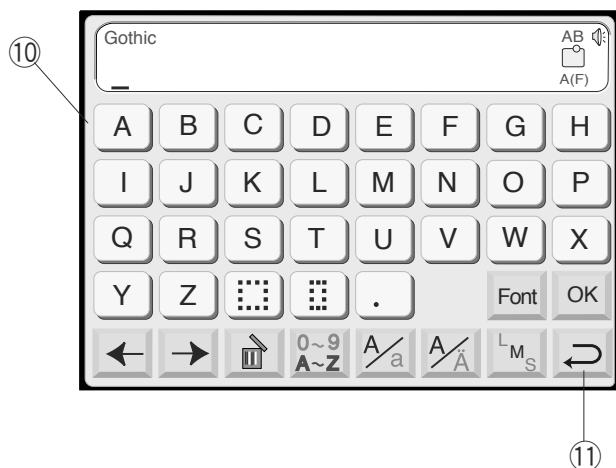 Gothic
AB
A(F)
⑩
A B C D E F G H
I J K L M N O P
Q R S T U V W X
Y Z . Font OK
0~9 A/a A/Ä L M S
A~Z
⑪